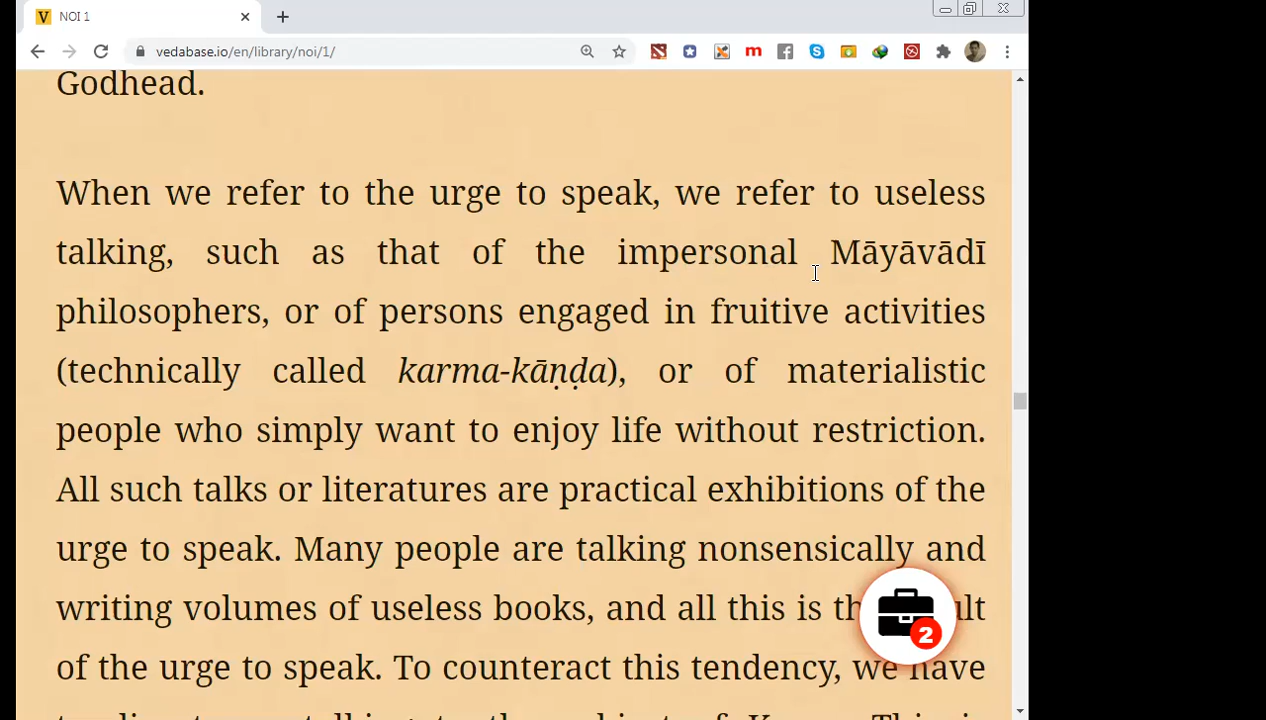 NOI 1
vedabase.io/en/library/noi/1/
Godhead.
When we refer to the urge to speak, we refer to useless
talking, such as that of the impersonal Māyāvādī
philosophers, or of persons engaged in fruitive activities
(technically called karma-kāṇḍa), or of materialistic
people who simply want to enjoy life without restriction.
All such talks or literatures are practical exhibitions of the
urge to speak. Many people are talking nonsensically and
writing volumes of useless books, and all this is
2
of the urge to speak. To counteract this tendency, we have